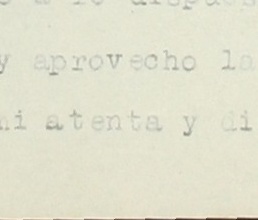 y aprovecho la
mi atenta y di